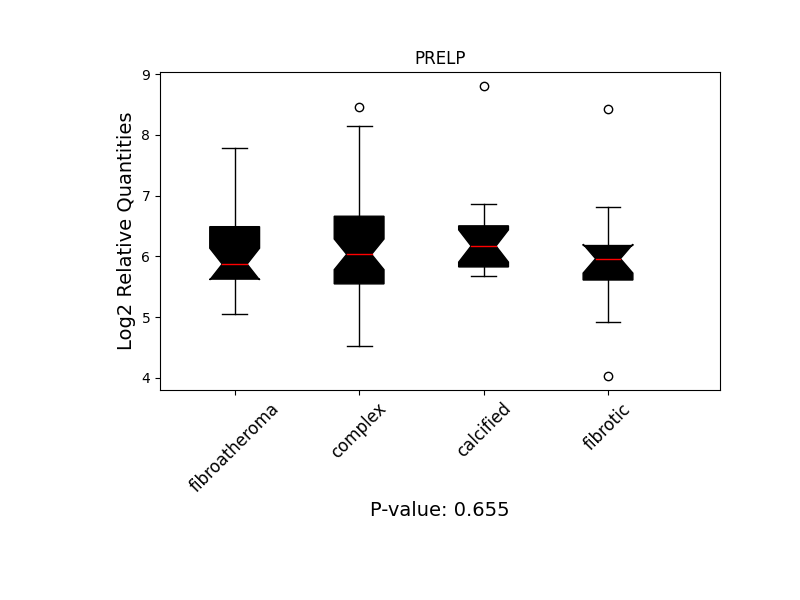 PRELP
Log2 Relative Quantities
9
8
7
6
5
4
fibroatheroma
complex
calcified
fibrotic
P-value: 0.655